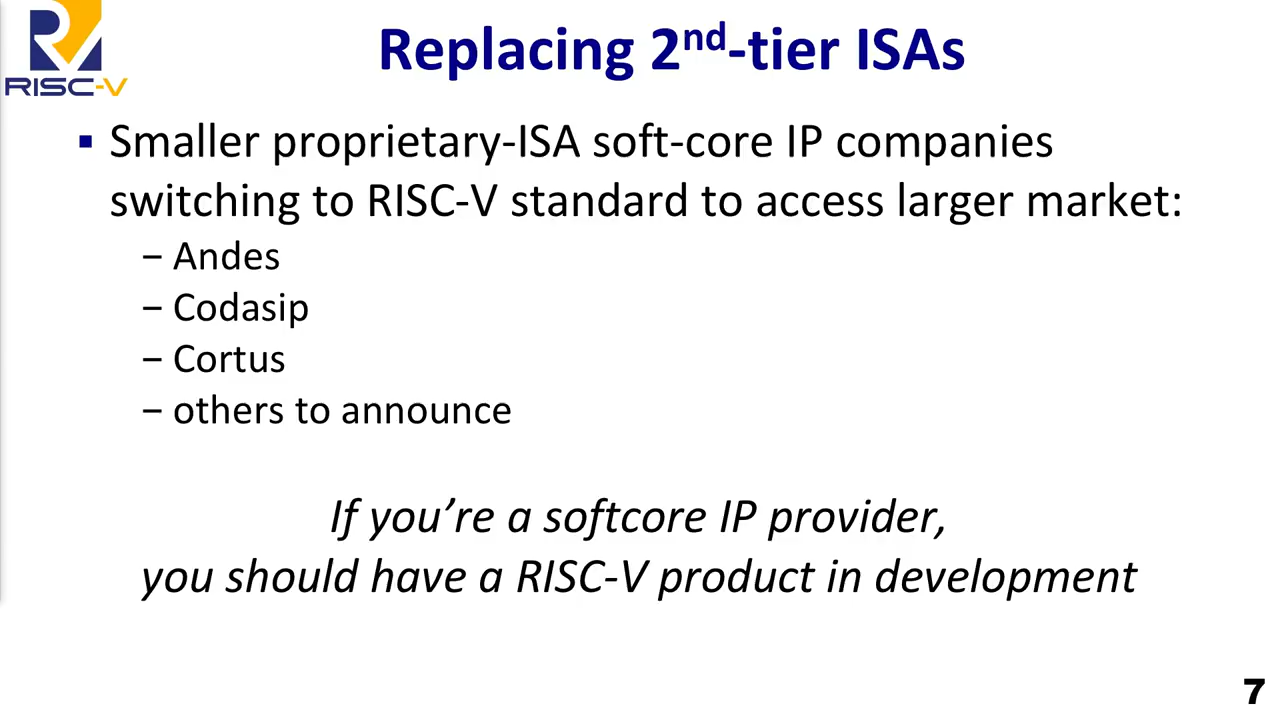 RISC-V
Replacing 2nd-tier ISAs
▪ Smaller proprietary-ISA soft-core IP companies
switching to RISC-V standard to access larger market:
− Andes
− Codasip
− Cortus
− others to announce
If you’re a softcore IP provider,
you should have a RISC-V product in development
7